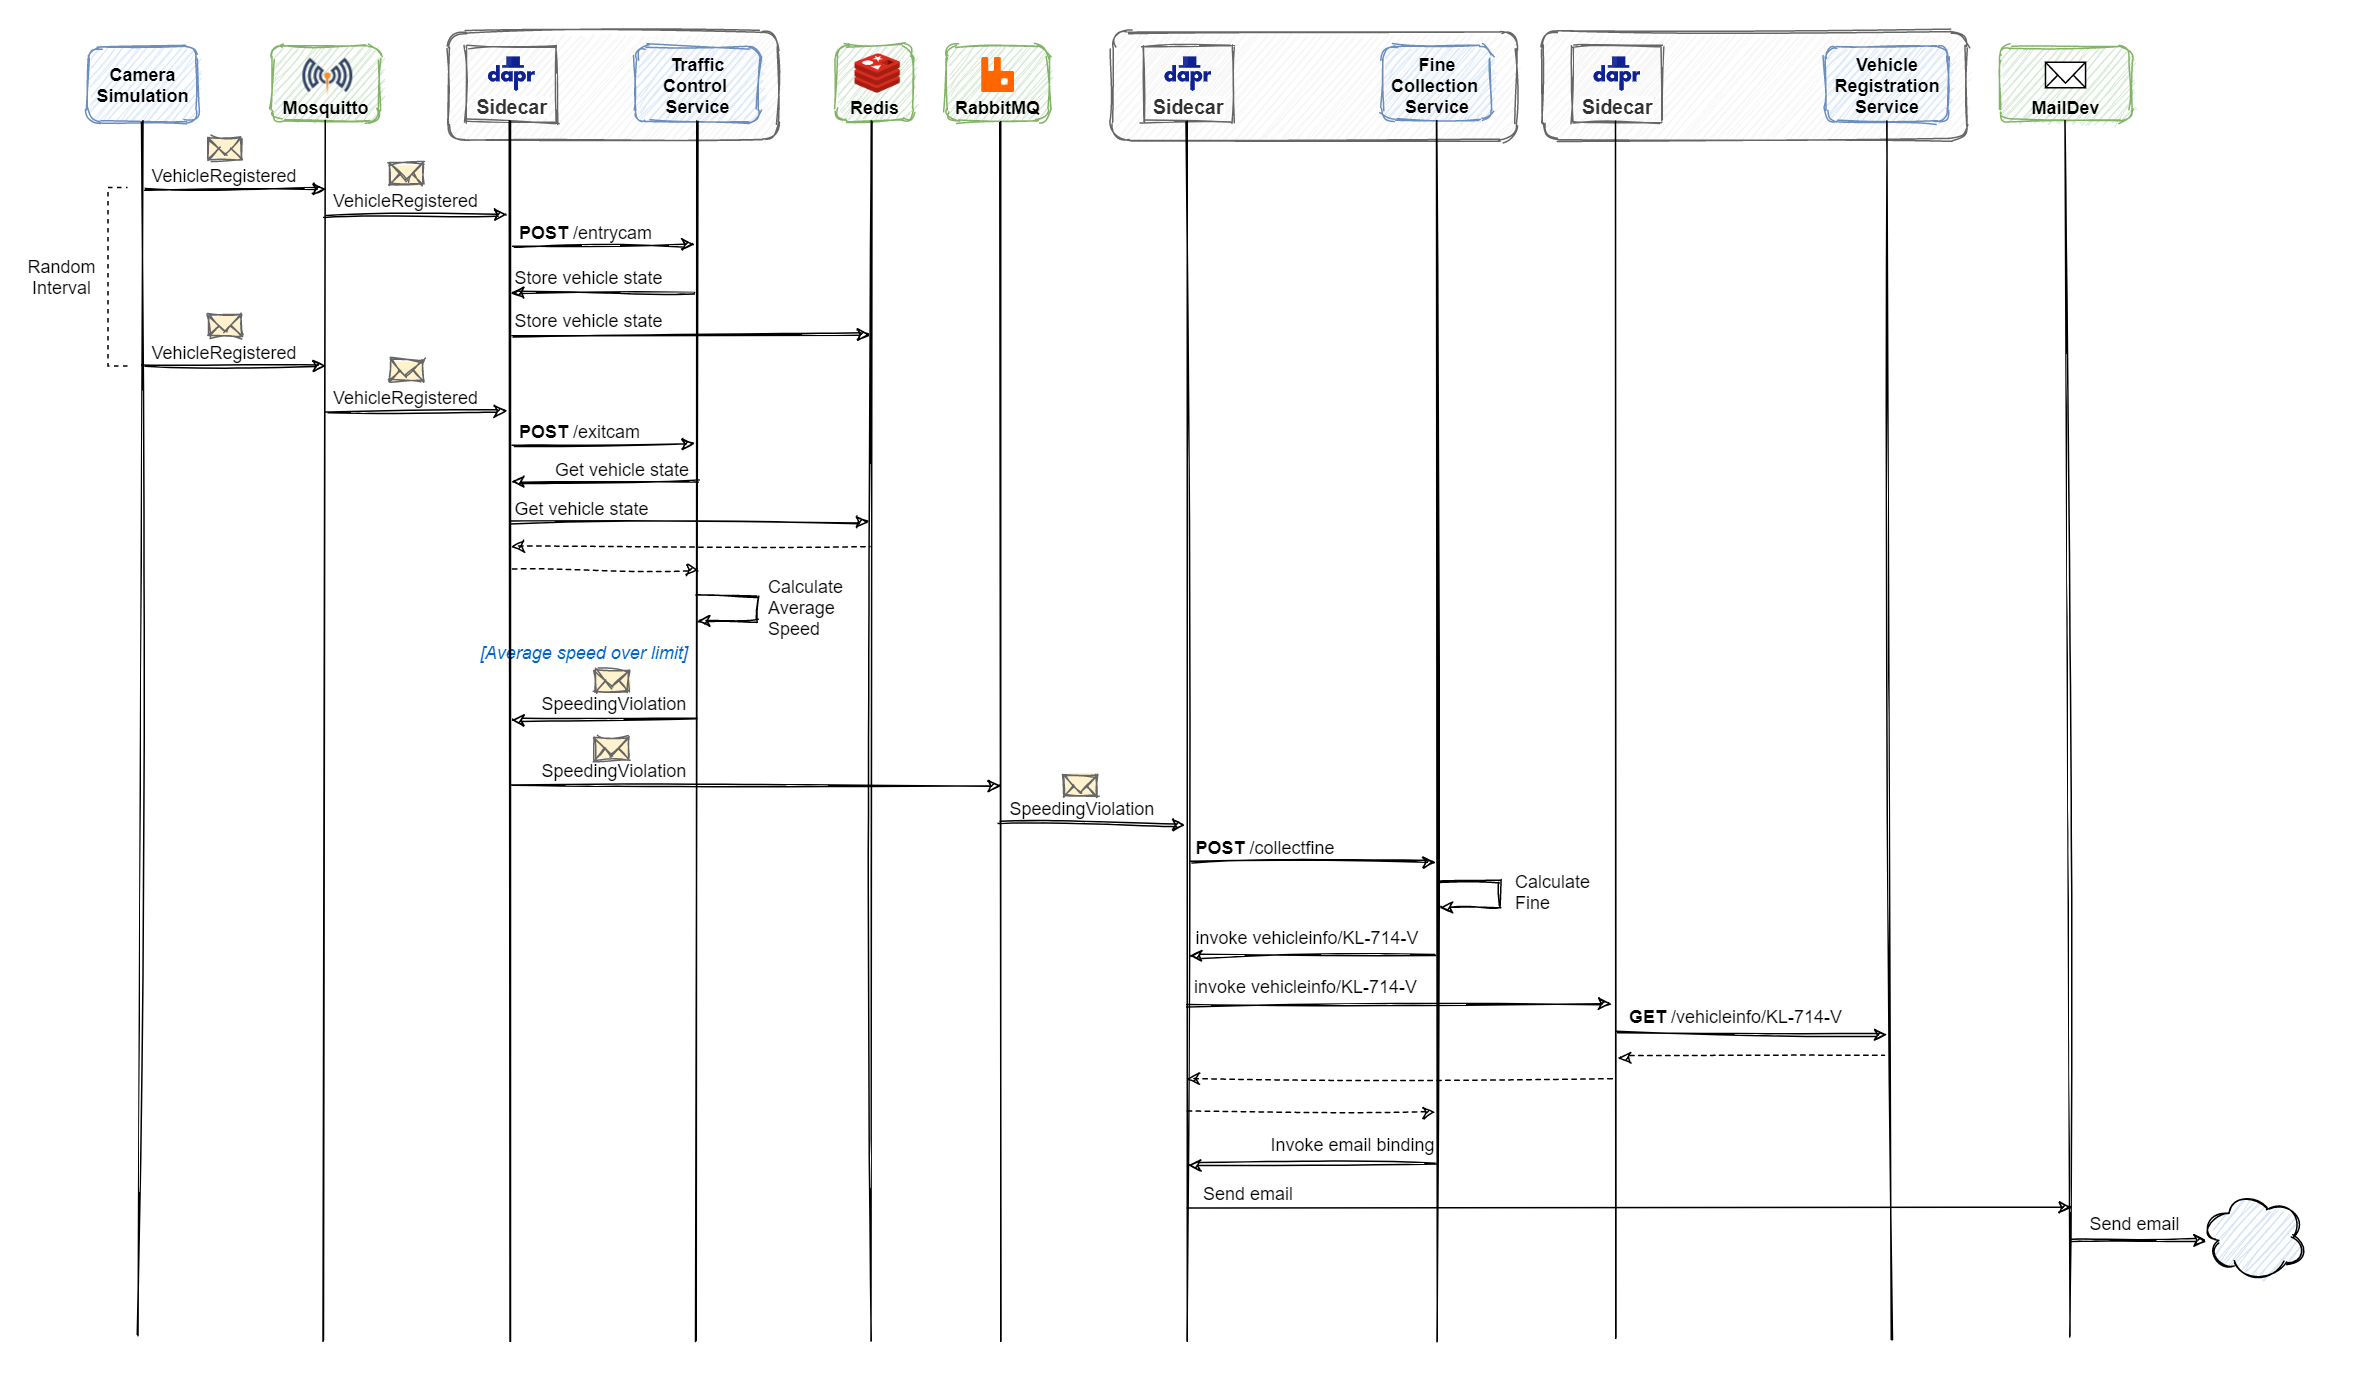 Camera
Simulation
Mosquitto
dapr
Sidecar
Traffic
Control
Service
Redis
RabbitMQ
dapr
Sidecar
Fine
Collection
Service
dapr
Sidecar
Vehicle
Registration
Service
MailDev
VehicleRegistered
VehicleRegistered
POST /entrycam
Random
Interval
Store vehicle state
Store vehicle state
VehicleRegistered
VehicleRegistered
POST /exitcam
Get vehicle state
Get vehicle state
Calculate
Average
Speed
[Average speed over limit]
SpeedingViolation
SpeedingViolation
SpeedingViolation
POST /collectfine
Calculate
Fine
invoke vehicleinfo/KL-714-V
invoke vehicleinfo/KL-714-V
GET /vehicleinfo/KL-714-V
Invoke email binding
Send email
Send email